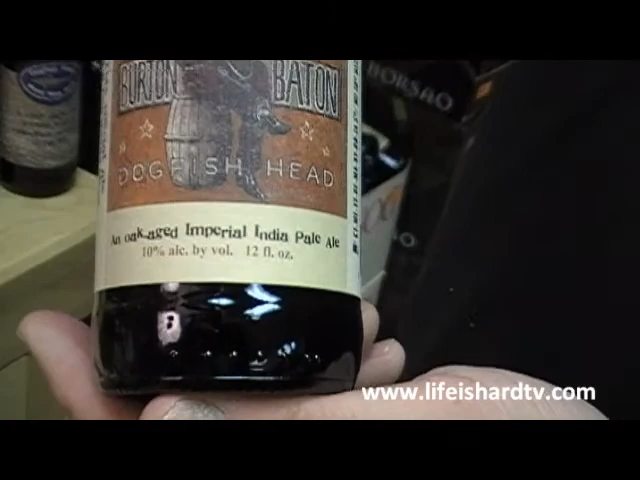 BURTON BATON
BORSAO
DOGFISH HEAD
An oak-aged Imperial India Pale Ale
10% alc. by vol. 12 fl. oz.
www.lifeishardtv.com